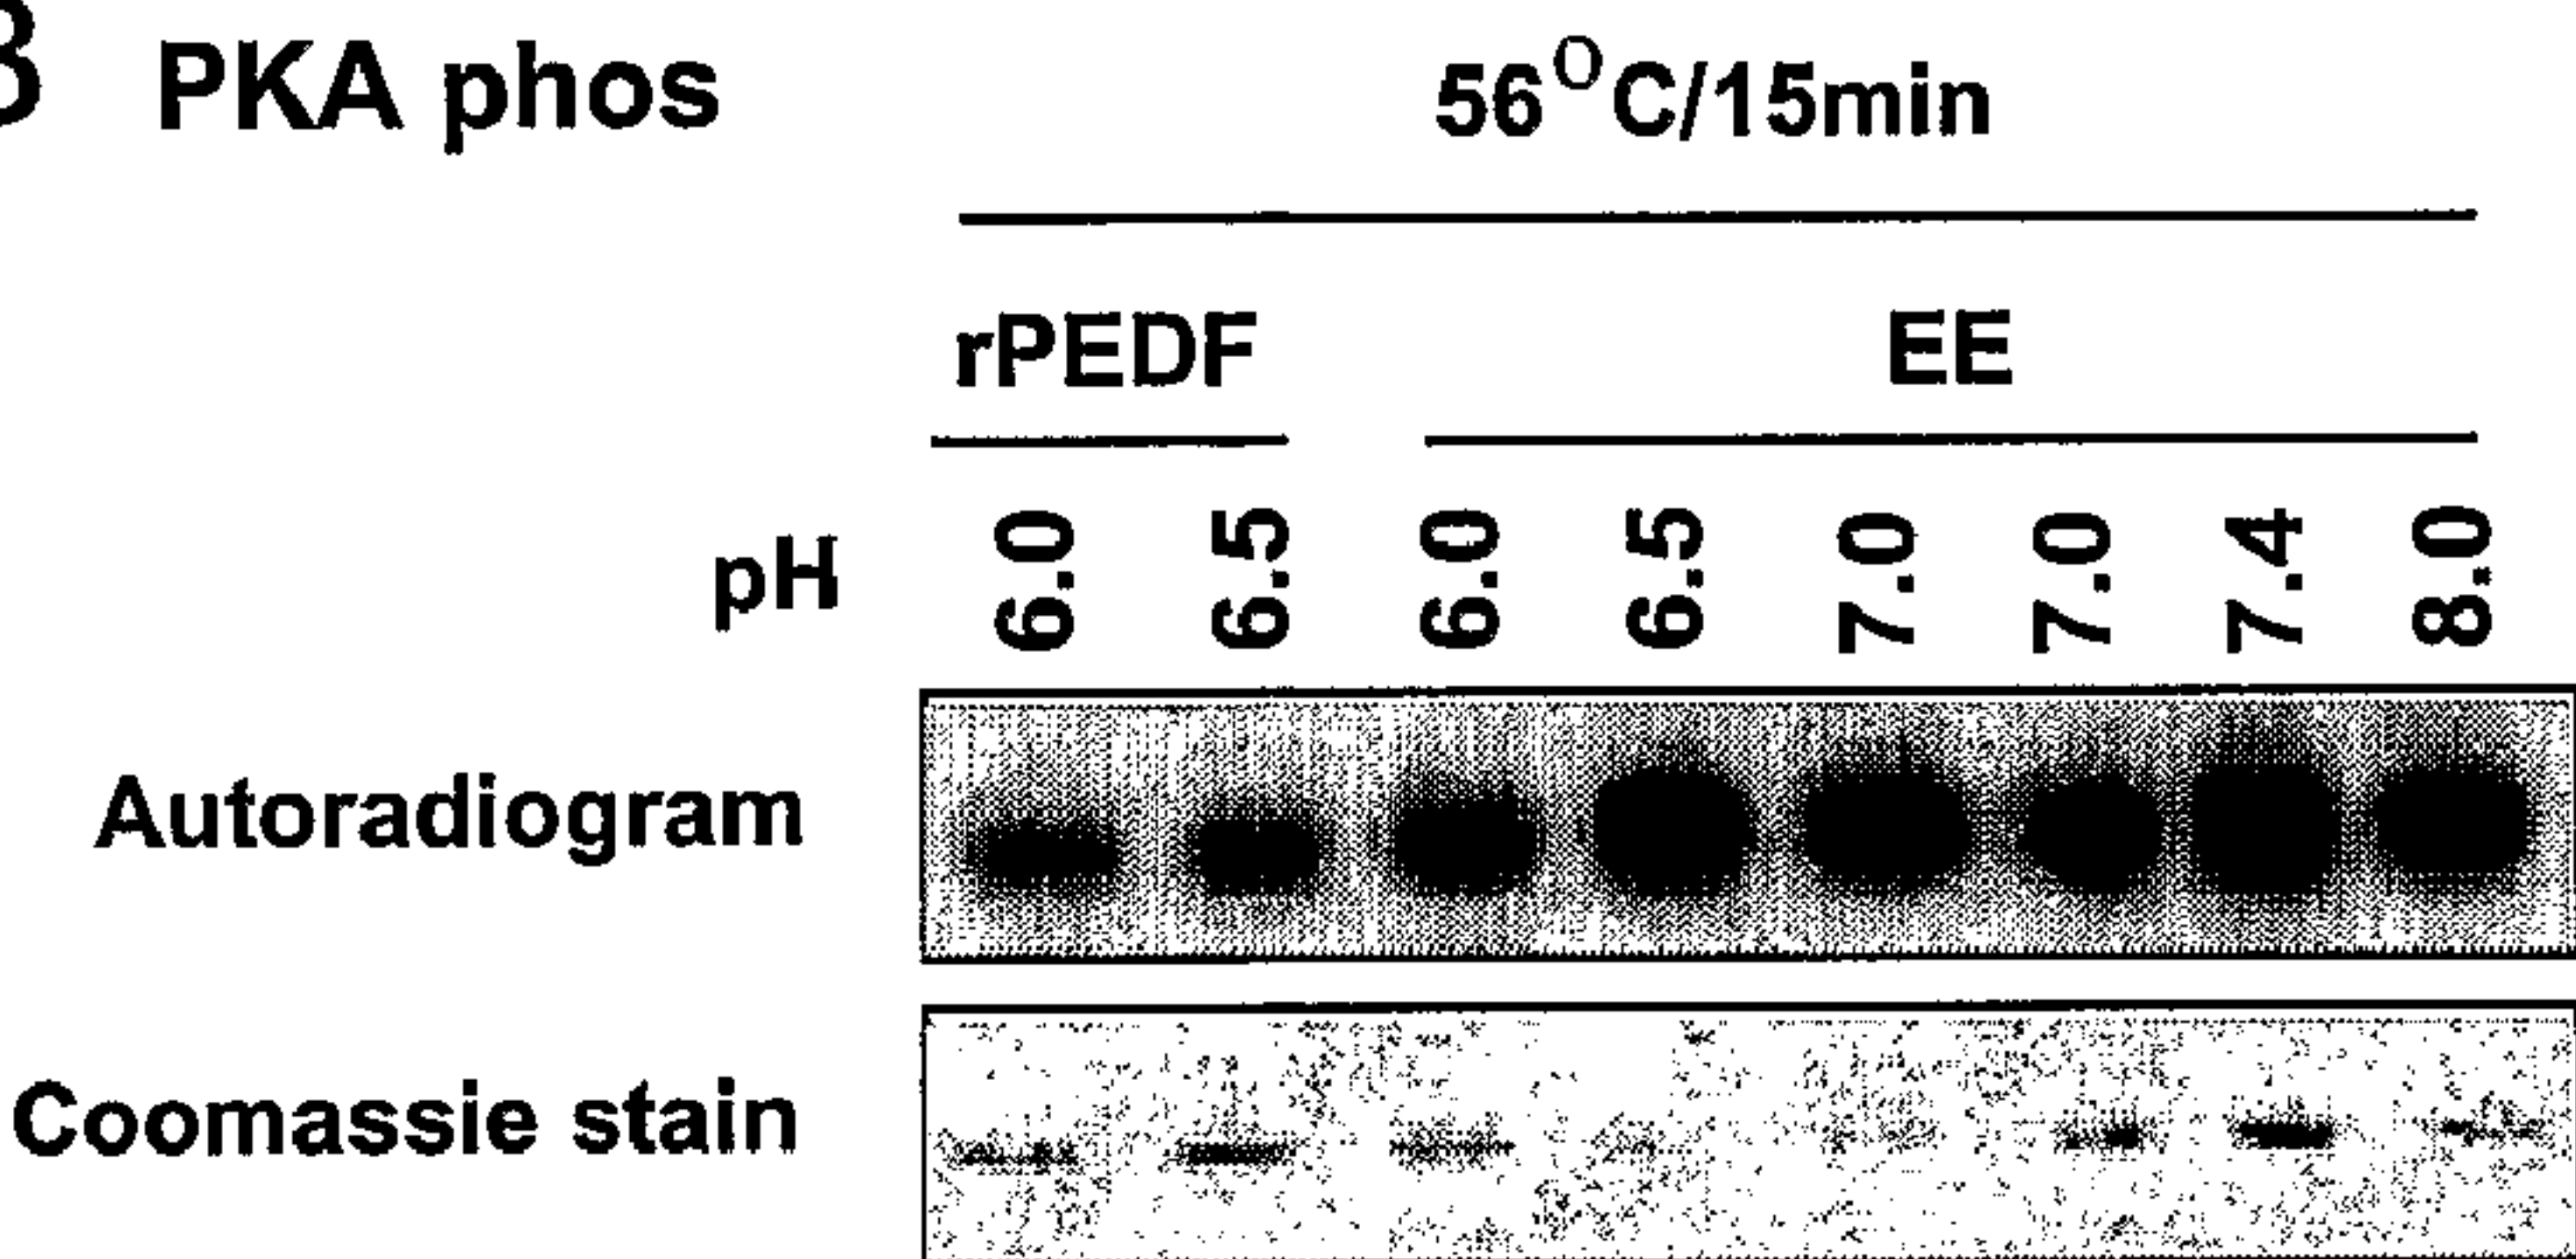 B PKA phos 56°C/15min
rPEDF EE
pH 6.0 6.5 6.0 6.5 7.0 7.0 7.4 8.0
Autoradiogram
Coomassie stain